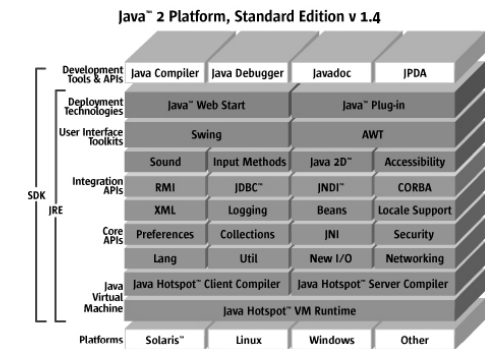 Java™ 2 Platform, Standard Edition v 1.4
Development Tools & APIs
Java Compiler
Java Debugger
Javadoc
JPDA
Deployment Technologies
Java™ Web Start
Java™ Plug-in
User Interface Toolkits
Swing
AWT
Sound
Input Methods
Java 2D™
Accessibility
Integration APIs
RMI
JDBC™
JNDI™
CORBA
SDK
JRE
XML
Logging
Beans
Locale Support
Core APIs
Preferences
Collections
JNI
Security
Lang
Util
New I/O
Networking
Java Virtual Machine
Java Hotspot™ Client Compiler
Java Hotspot™ Server Compiler
Java Hotspot™ VM Runtime
Platforms
Solaris™
Linux
Windows
Other